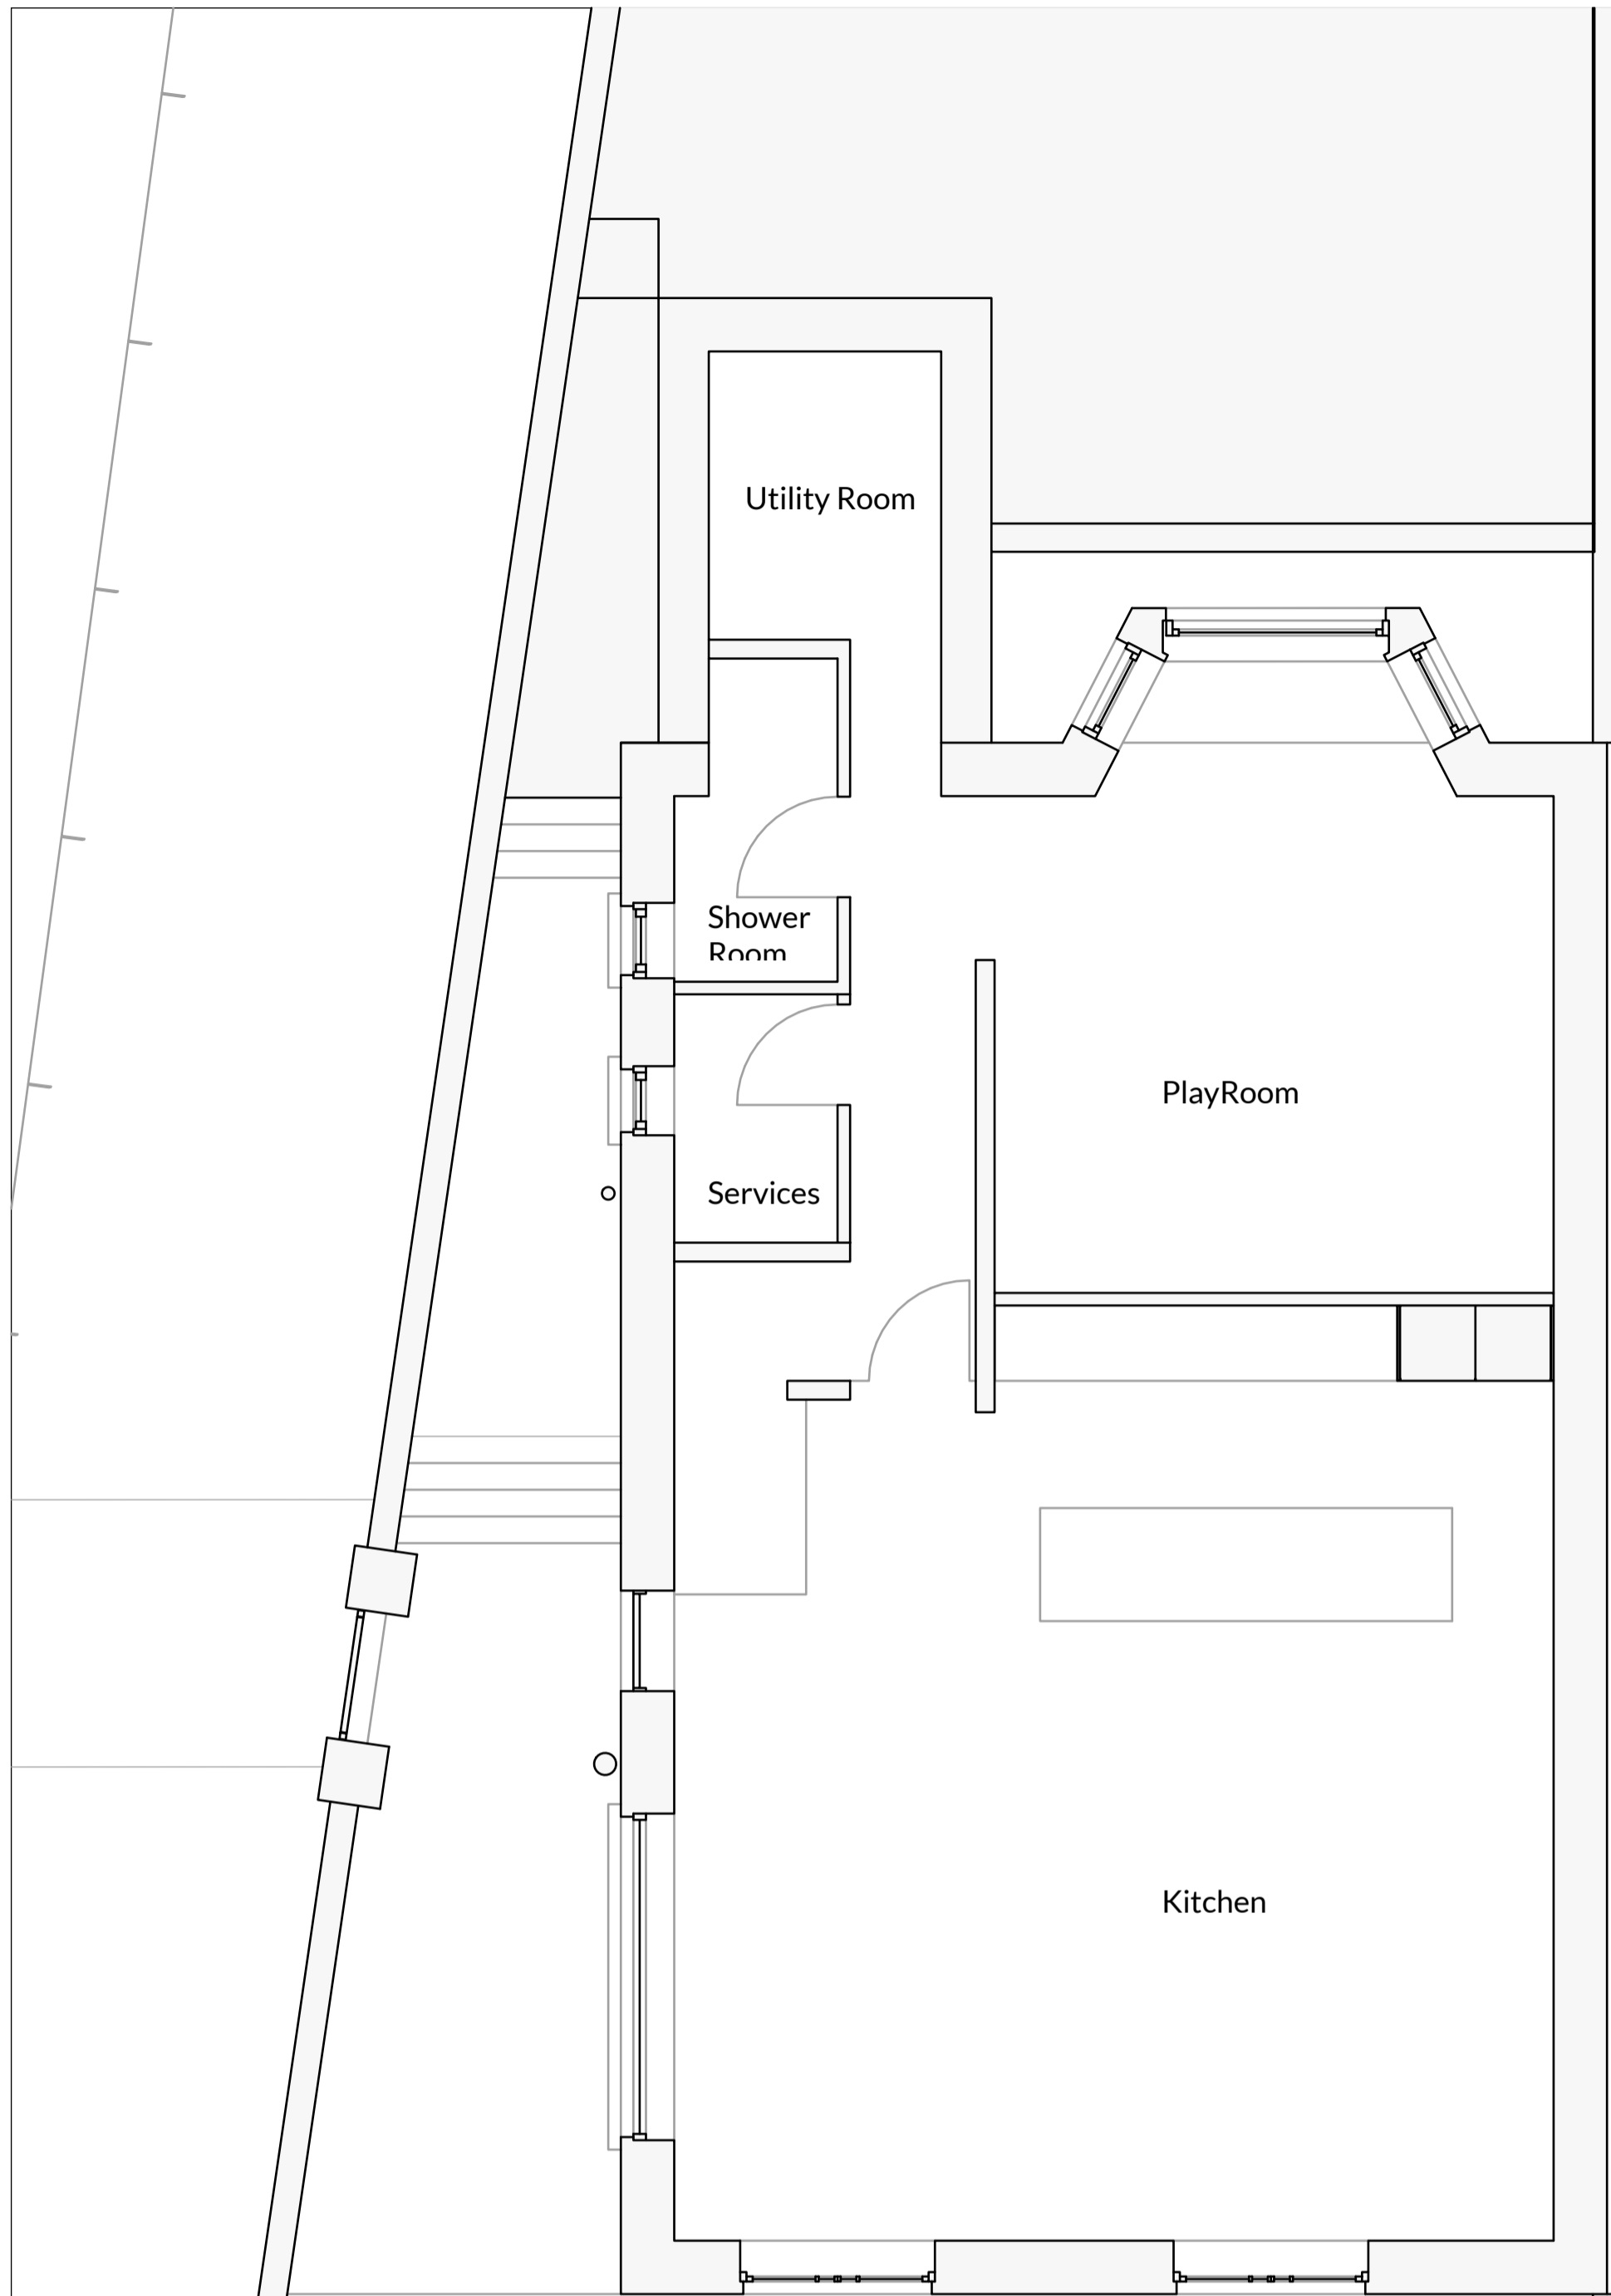 Utility Room
Shower
Room
PlayRoom
Services
Kitchen